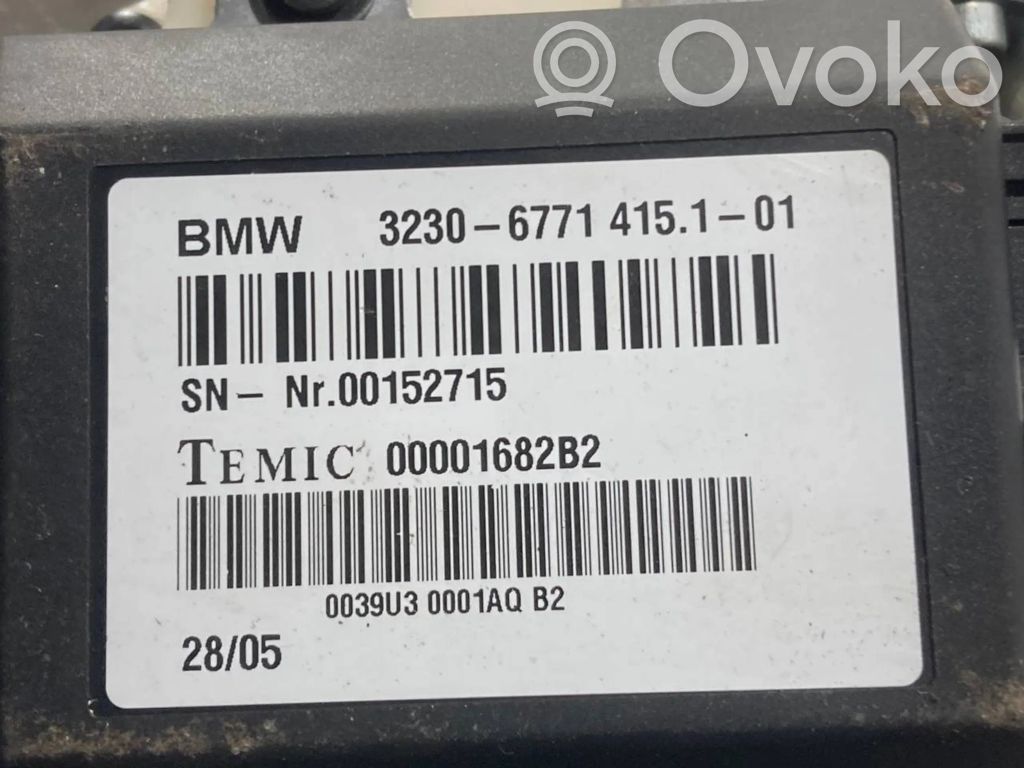 Ovoko
BMW 3230-6771 415.1-01
SN- Nr.00152715
TEMIC 00001682B2
0039U3 0001AQ B2
28/05